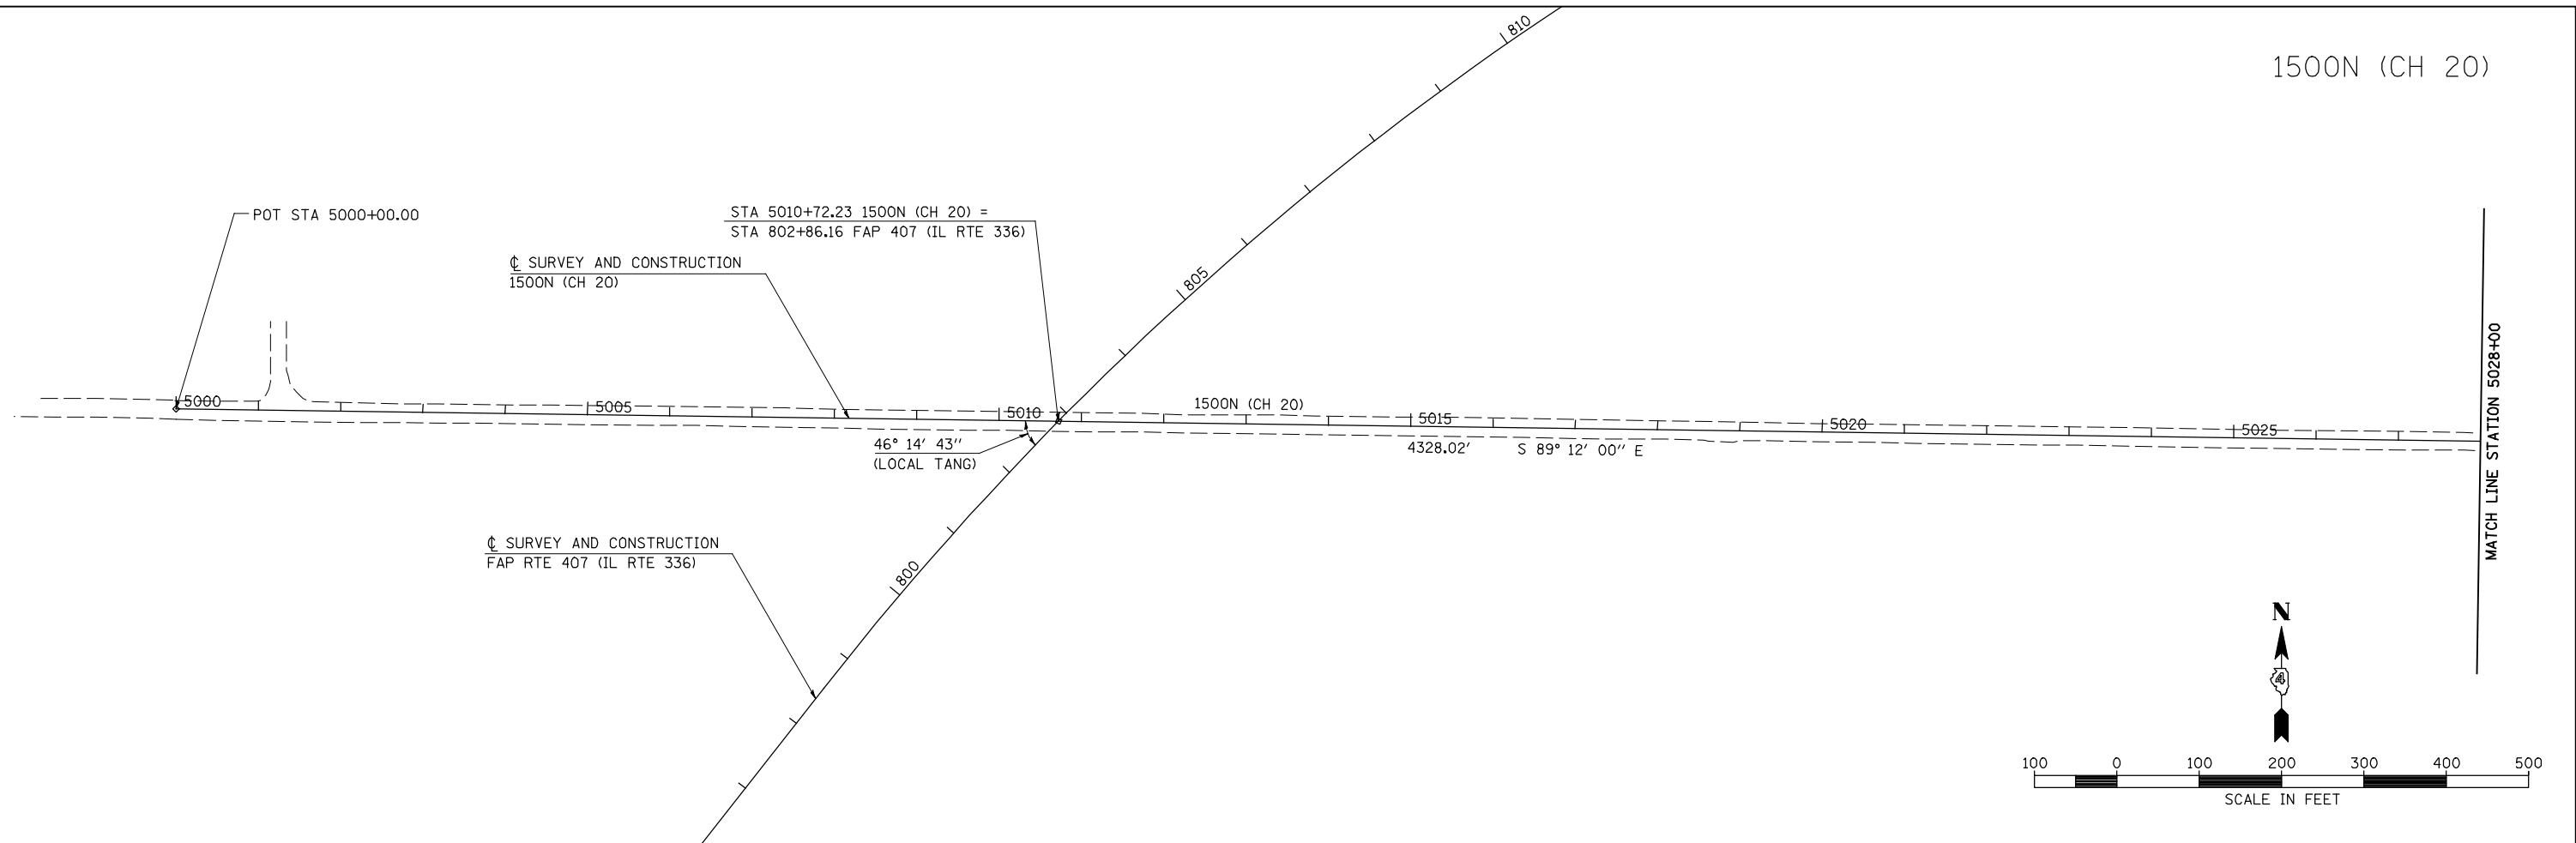 810
1500N (CH 20)
POT STA 5000+00.00
STA 5010+72.23 1500N (CH 20) =
STA 802+86.16 FAP 407 (IL RTE 336)
℄ SURVEY AND CONSTRUCTION
1500N (CH 20)
805
5000
5005
5010
1500N (CH 20)
5015
5020
5025
46° 14' 43''
(LOCAL TANG)
4328.02' S 89° 12' 00'' E
MATCH LINE STATION 5028+00
℄ SURVEY AND CONSTRUCTION
FAP RTE 407 (IL RTE 336)
800
N
4
100 0 100 200 300 400 500
SCALE IN FEET